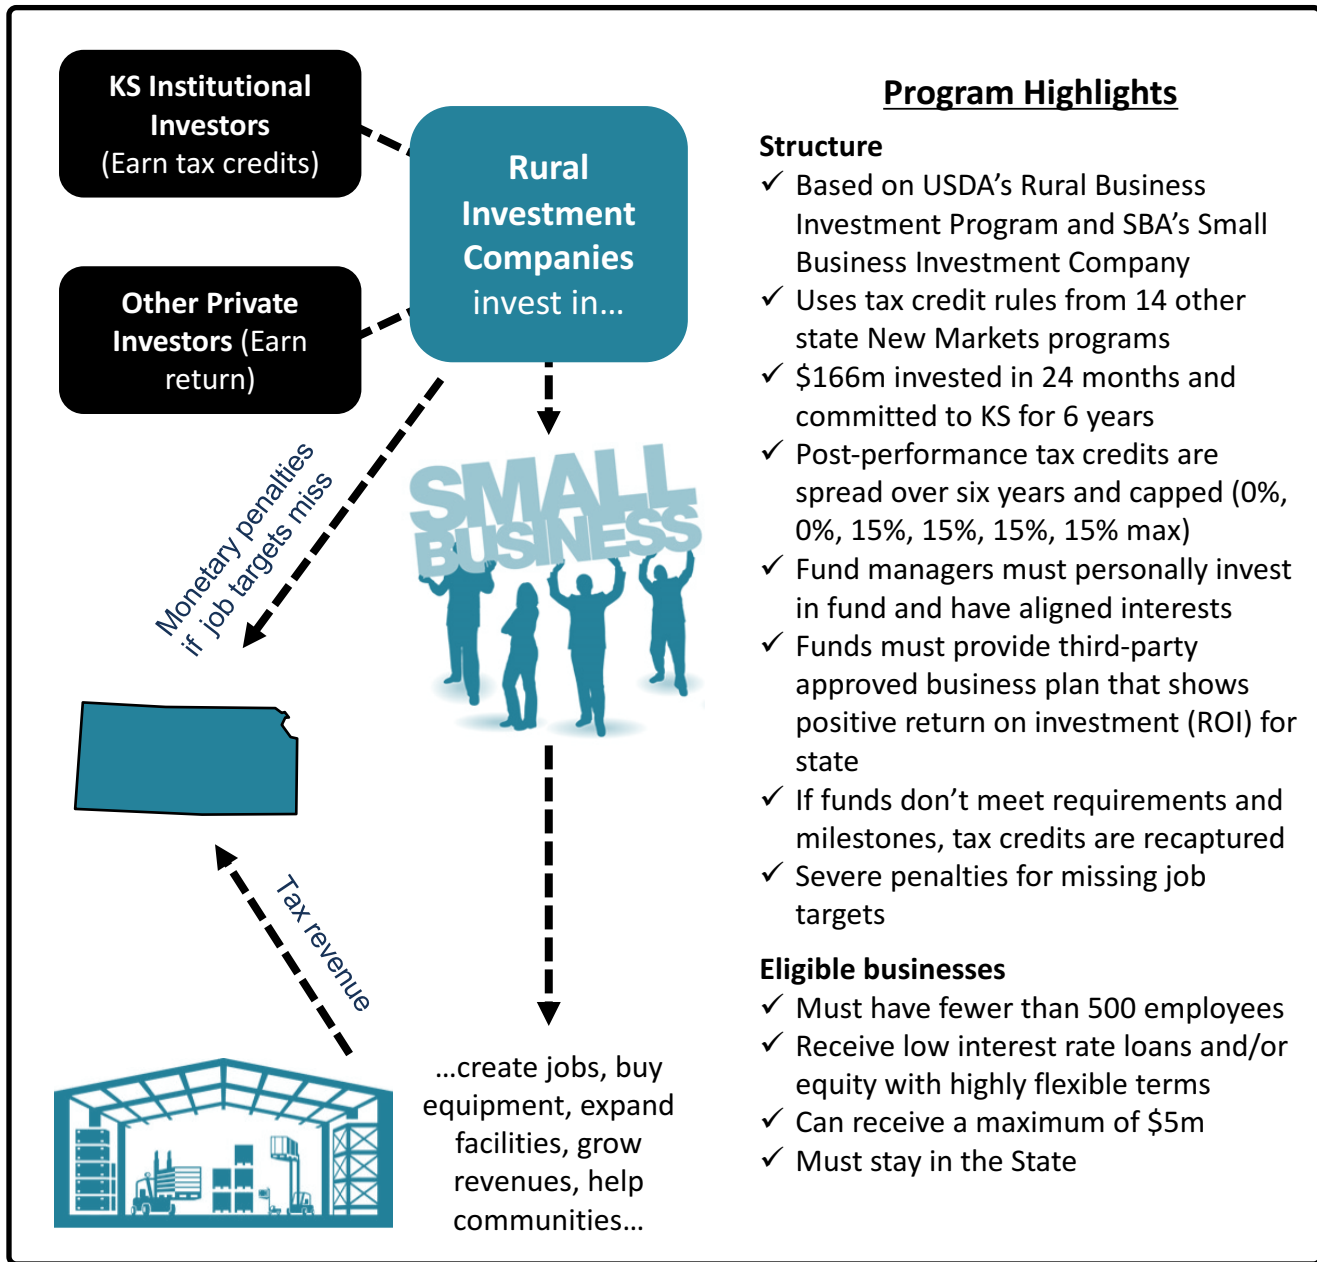 KS Institutional
Investors
(Earn tax credits)
Other Private
Investors (Earn
return)
Rural
Investment
Companies
invest in…
Monetary penalties
if job targets miss
SMALL
BUSINESS
Tax revenue
…create jobs, buy
equipment, expand
facilities, grow
revenues, help
communities…
Program Highlights
Structure
✓ Based on USDA’s Rural Business
Investment Program and SBA’s Small
Business Investment Company
✓ Uses tax credit rules from 14 other
state New Markets programs
✓ $166m invested in 24 months and
committed to KS for 6 years
✓ Post-performance tax credits are
spread over six years and capped (0%,
0%, 15%, 15%, 15%, 15% max)
✓ Fund managers must personally invest
in fund and have aligned interests
✓ Funds must provide third-party
approved business plan that shows
positive return on investment (ROI) for
state
✓ If funds don’t meet requirements and
milestones, tax credits are recaptured
✓ Severe penalties for missing job
targets
Eligible businesses
✓ Must have fewer than 500 employees
✓ Receive low interest rate loans and/or
equity with highly flexible terms
✓ Can receive a maximum of $5m
✓ Must stay in the State